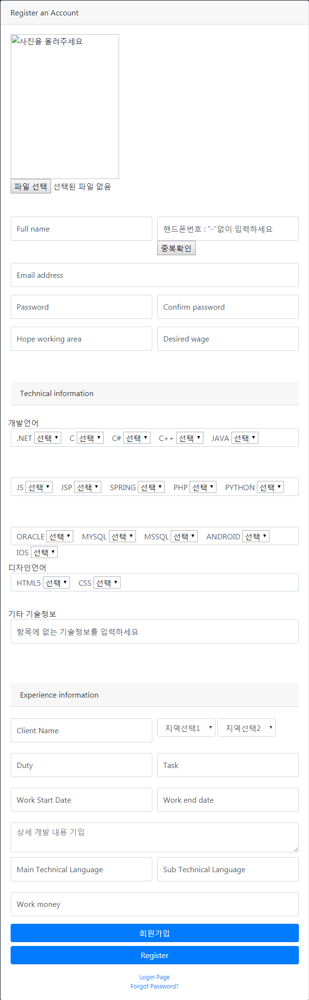 Register an Account
사진을 올려주세요
파일 선택 선택된 파일 없음
Full name 핸드폰번호 : "-"없이 입력하세요
중복확인
Email address
Password Confirm password
Hope working area Desired wage
Technical information
개발언어
.NET 선택 C 선택 C# 선택 C++ 선택 JAVA 선택
JS 선택 JSP 선택 SPRING 선택 PHP 선택 PYTHON 선택
ORACLE 선택 MYSQL 선택 MSSQL 선택 ANDROID 선택
IOS 선택
디자인언어
HTML5 선택 CSS 선택
기타 기술정보
항목에 없는 기술정보를 입력하세요
Experience information
Client Name 지역선택1 지역선택2
Duty Task
Work Start Date Work end date
상세 개발 내용 기입
Main Technical Language Sub Technical Language
Work money
회원가입
Register
Login Page
Forgot Password?